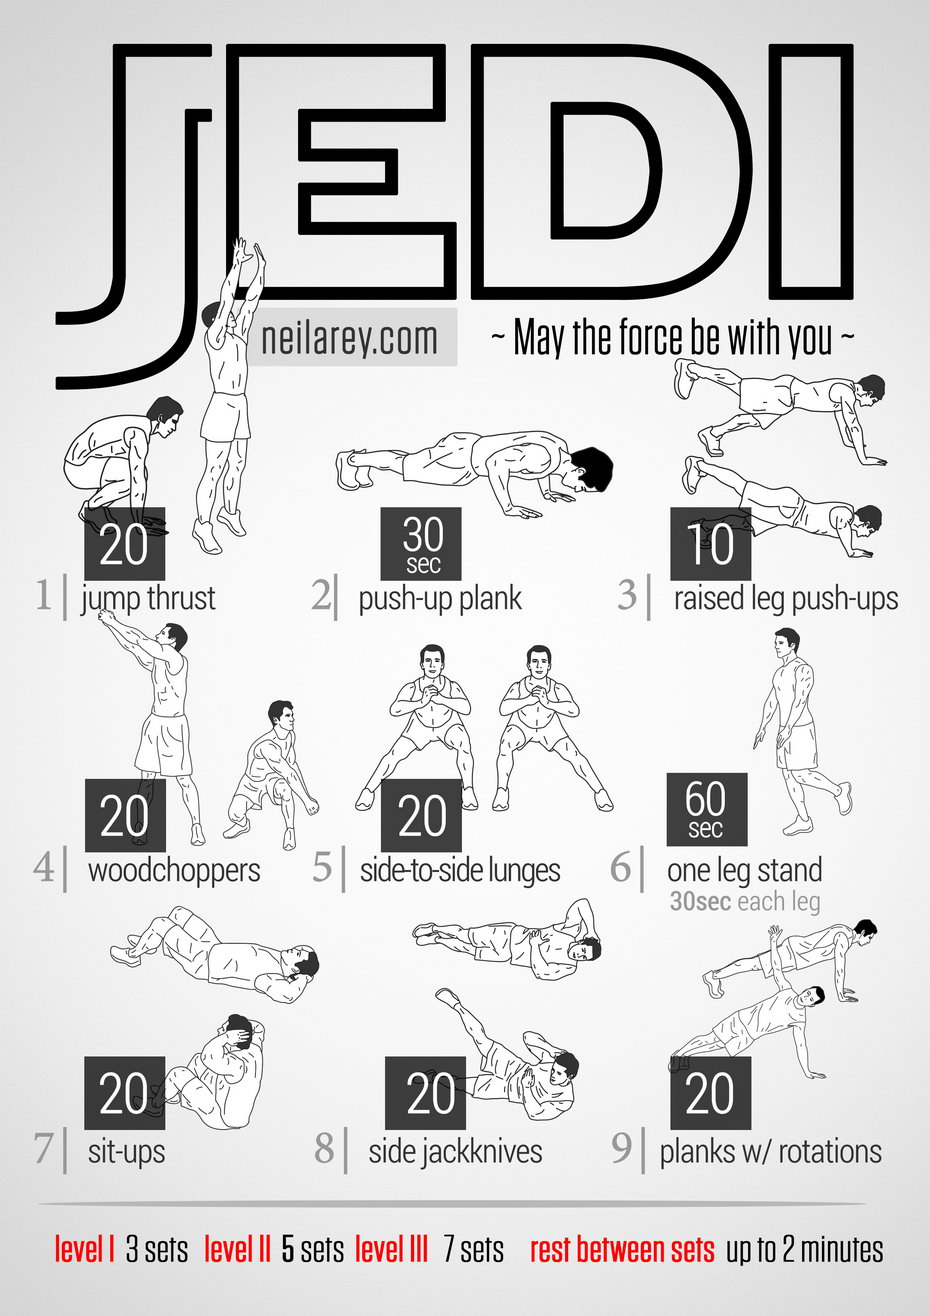 JEDI
neilarey.com
~ May the force be with you ~
20
1 jump thrust
30
sec
2 push-up plank
10
3 raised leg push-ups
20
4 woodchoppers
20
5 side-to-side lunges
60
sec
6 one leg stand
30sec each leg
20
7 sit-ups
20
8 side jackknives
20
9 planks w/ rotations
level I 3 sets level II 5 sets level III 7 sets rest between sets up to 2 minutes